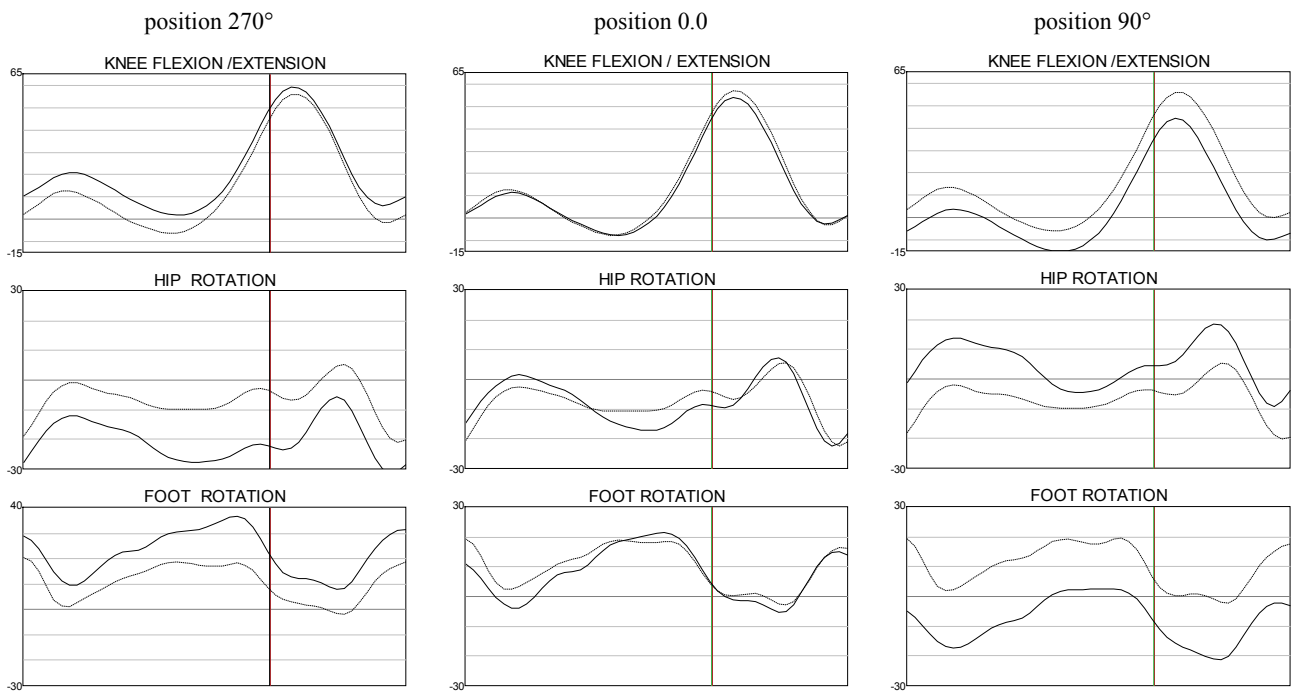 position 270°
position 0.0
position 90°
KNEE FLEXION /EXTENSION
KNEE FLEXION / EXTENSION
KNEE FLEXION /EXTENSION
65
65
65
-15
-15
-15
HIP ROTATION
HIP ROTATION
HIP ROTATION
30
30
30
-30
-30
-30
FOOT ROTATION
FOOT ROTATION
FOOT ROTATION
40
30
30
-30
-30
-30